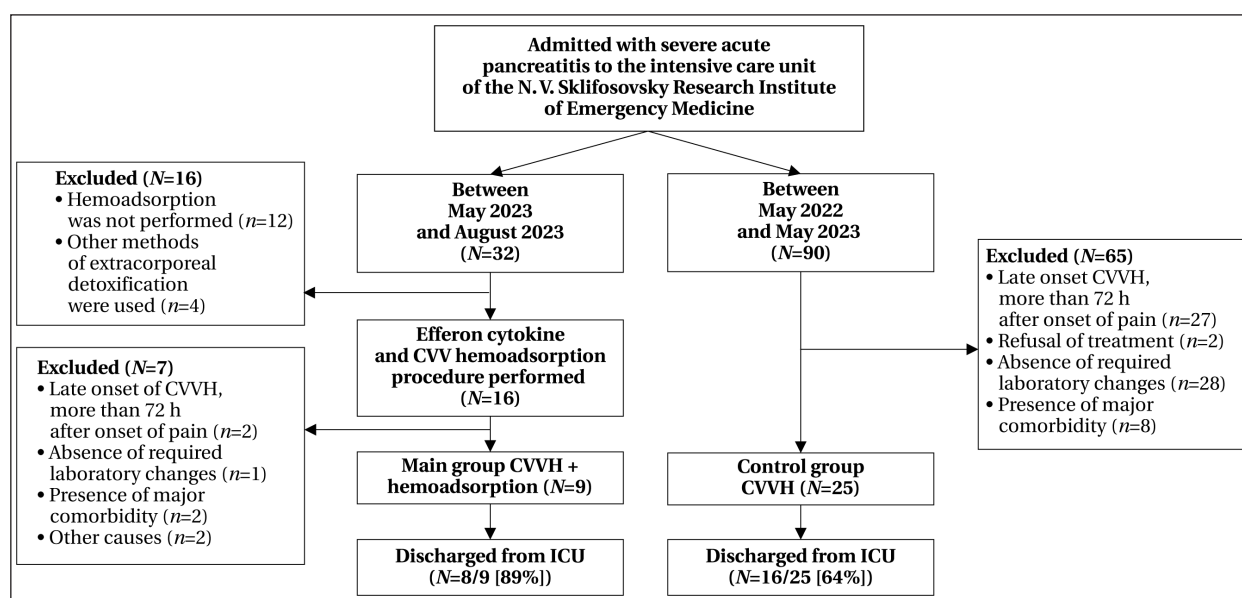 Admitted with severe acute
pancreatitis to the intensive care unit
of the N. V. Sklifosovsky Research Institute
of Emergency Medicine
Excluded (N=16)
• Hemoadsorption
was not performed (n=12)
• Other methods
of extracorporeal
detoxification
were used (n=4)
Between
May 2023
and August 2023
(N=32)
Between
May 2022
and May 2023
(N=90)
Excluded (N=65)
• Late onset CVVH,
more than 72 h
after onset of pain (n=27)
• Refusal of treatment (n=2)
• Absence of required
laboratory changes (n=28)
• Presence of major
comorbidity (n=8)
Efferon cytokine
and CVV hemoadsorption
procedure performed
(N=16)
Excluded (N=7)
• Late onset of CVVH,
more than 72 h
after onset of pain (n=2)
• Absence of required
laboratory changes (n=1)
• Presence of major
comorbidity (n=2)
• Other causes (n=2)
Main group CVVH +
hemoadsorption (N=9)
Control group
CVVH (N=25)
Discharged from ICU
(N=8/9 [89%])
Discharged from ICU
(N=16/25 [64%])